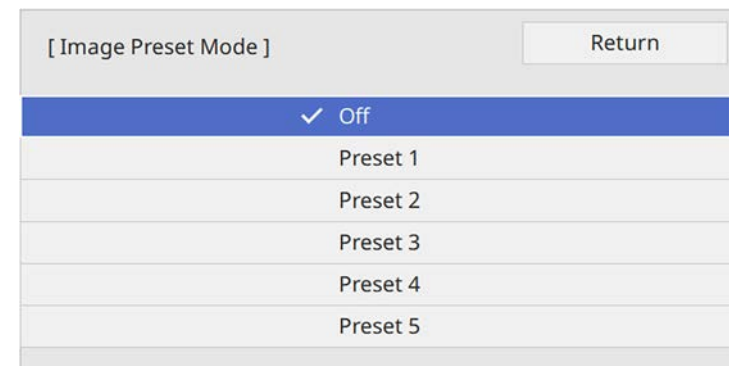 [ Image Preset Mode ]
Return
Off
Preset 1
Preset 2
Preset 3
Preset 4
Preset 5